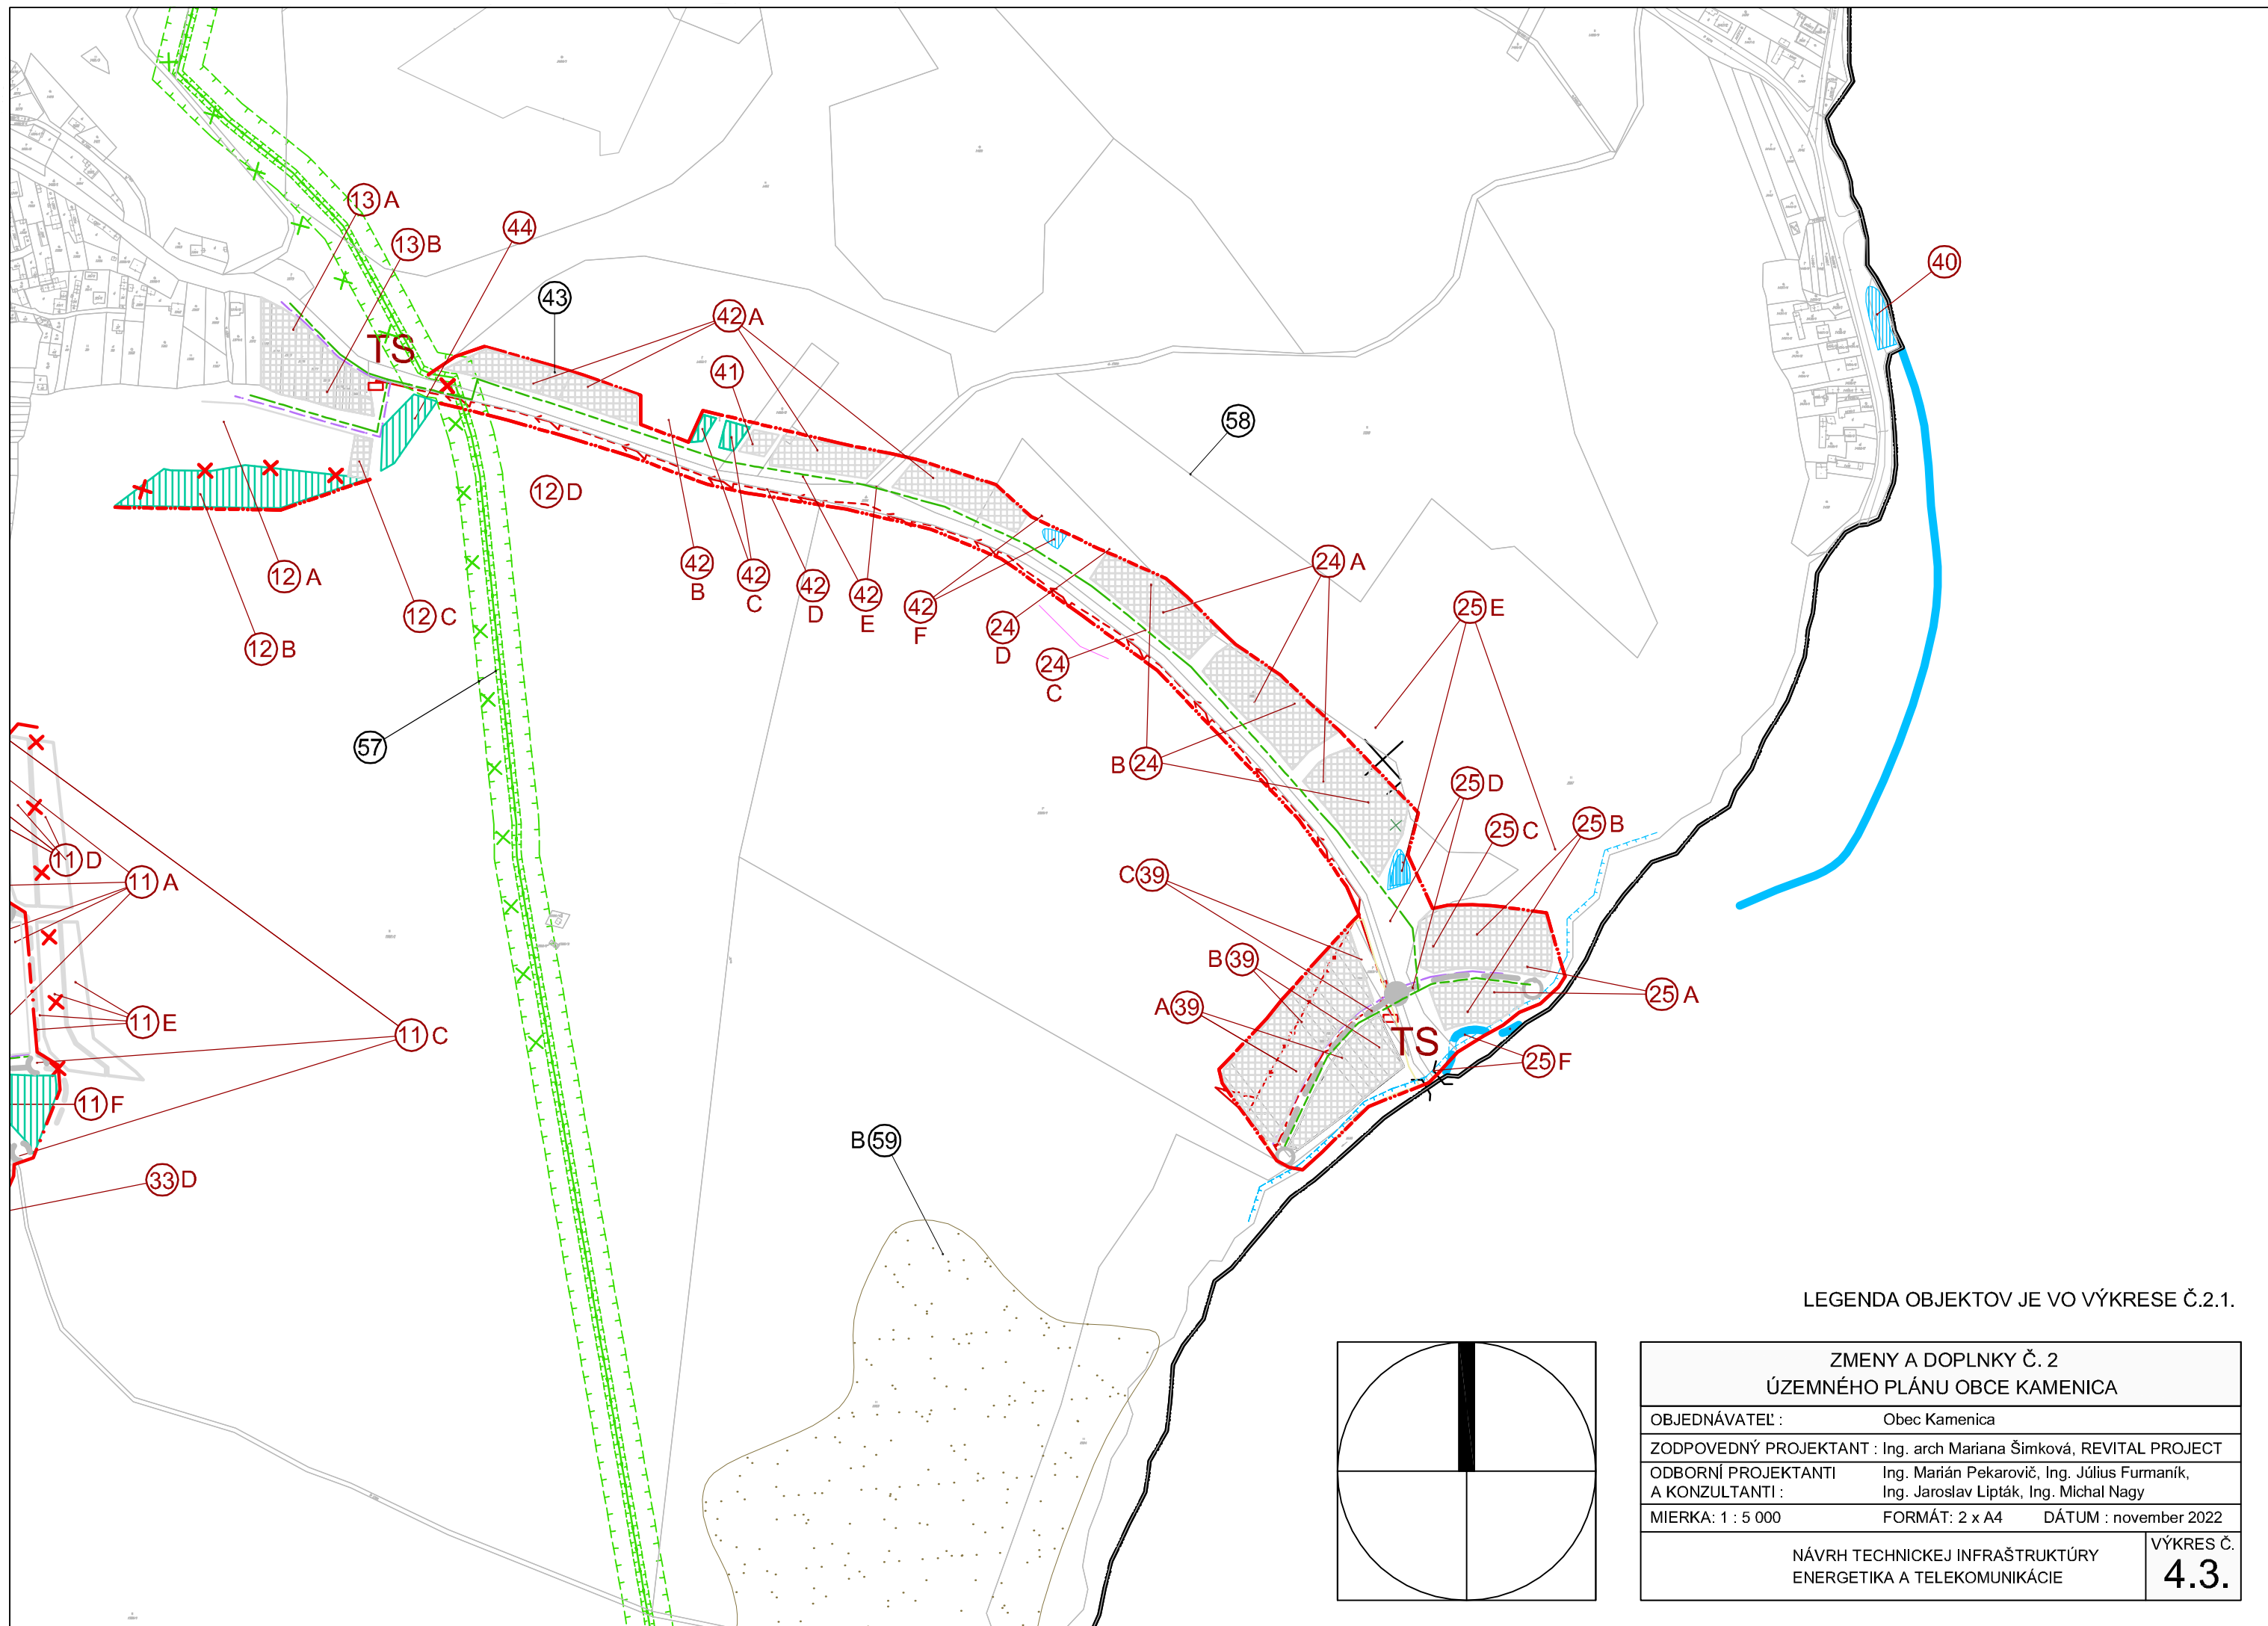 13 A
13 B
44
43
42 A
41
40
TS
58
12 D
12 A
12 B
12 C
42 B
42 C
42 D
42 E
42 F
24 D
24 C
24 A
25 E
B 24
57
25 D
25 C
25 B
11 D
11 A
C 39
B 39
A 39
25 A
11 E
11 C
TS
25 F
11 F
B 59
33 D
LEGENDA OBJEKTOV JE VO VÝKRESE Č.2.1.
ZMENY A DOPLNKY Č. 2
ÚZEMNÉHO PLÁNU OBCE KAMENICA
OBJEDNÁVATEĽ : Obec Kamenica
ZODPOVEDNÝ PROJEKTANT : Ing. arch Mariana Šimková, REVITAL PROJECT
ODBORNÍ PROJEKTANTI Ing. Marián Pekarovič, Ing. Július Furmaník,
A KONZULTANTI : Ing. Jaroslav Lipták, Ing. Michal Nagy
MIERKA: 1 : 5 000 FORMÁT: 2 x A4 DÁTUM : november 2022
NÁVRH TECHNICKEJ INFRAŠTRUKTÚRY
ENERGETIKA A TELEKOMUNIKÁCIE
VÝKRES Č.
4.3.